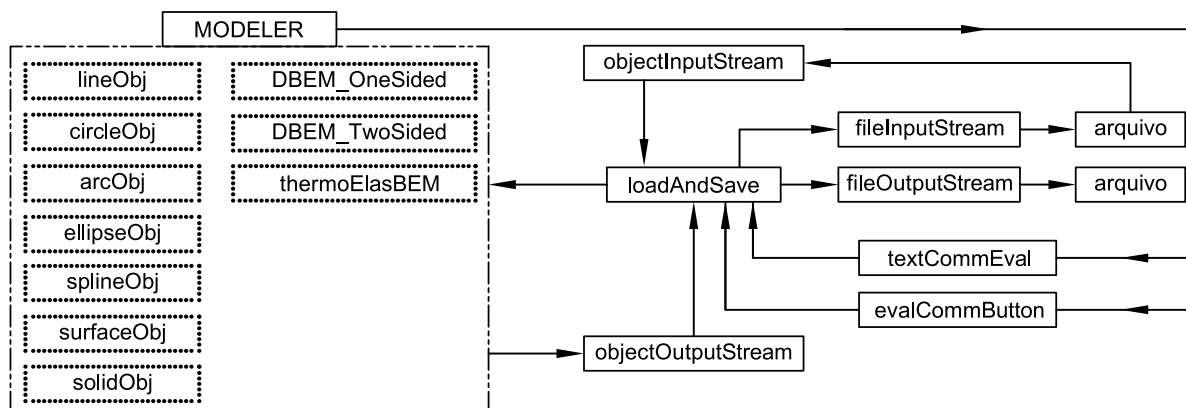 MODELER
lineObj
circleObj
arcObj
ellipseObj
splineObj
surfaceObj
solidObj
DBEM_OneSided
DBEM_TwoSided
thermoElasBEM
objectInputStream
loadAndSave
objectOutputStream
fileInputStream
arquivo
fileOutputStream
arquivo
textCommEval
evalCommButton